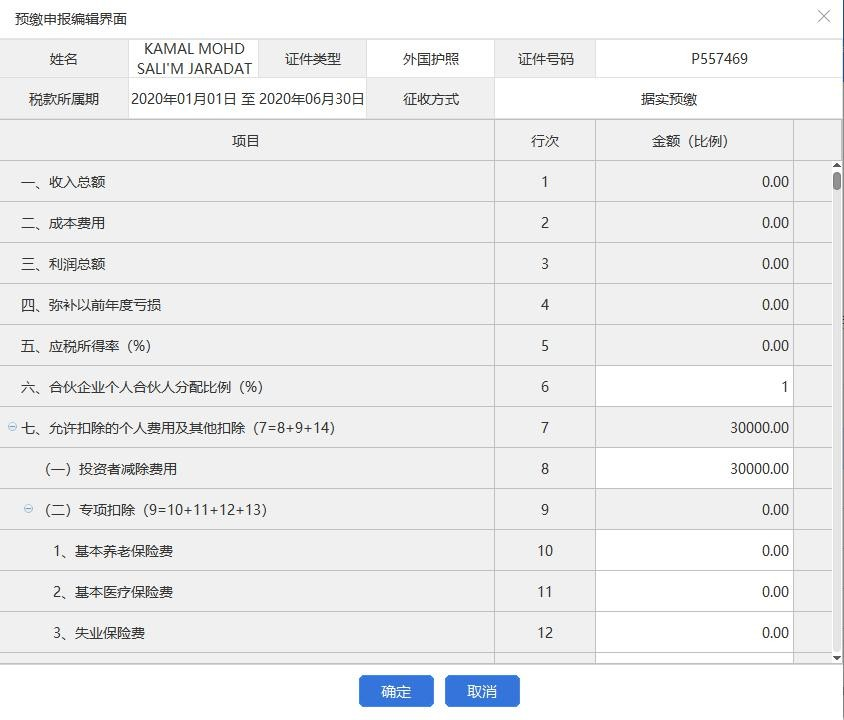 预缴申报编辑界面
姓名 KAMAL MOHD SALI'M JARADAT 证件类型 外国护照 证件号码 P557469
税款所属期 2020年01月01日 至 2020年06月30日 征收方式 据实预缴
项目 行次 金额（比例）
一、收入总额 1 0.00
二、成本费用 2 0.00
三、利润总额 3 0.00
四、弥补以前年度亏损 4 0.00
五、应税所得率（%） 5 0.00
六、合伙企业个人合伙人分配比例（%） 6 1
七、允许扣除的个人费用及其他扣除（7=8+9+14） 7 30000.00
（一）投资者减除费用 8 30000.00
（二）专项扣除（9=10+11+12+13） 9 0.00
1、基本养老保险费 10 0.00
2、基本医疗保险费 11 0.00
3、失业保险费 12 0.00
确定 取消